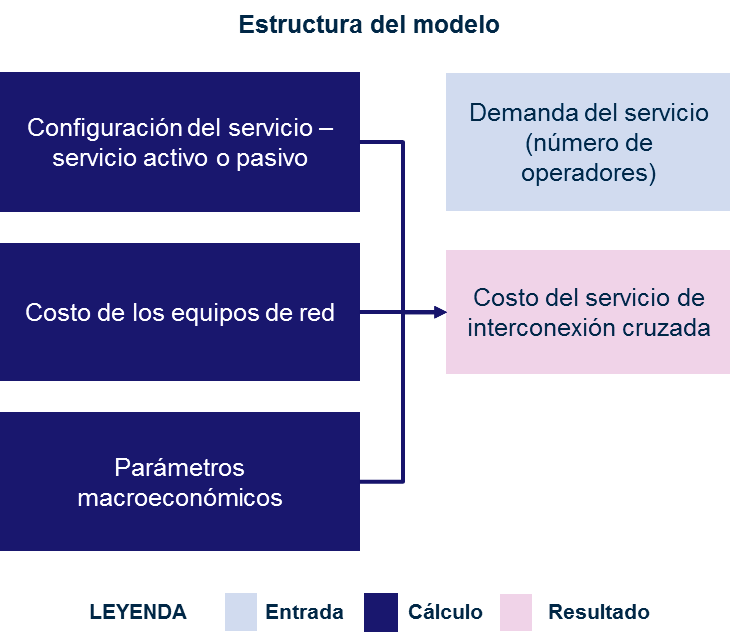 Estructura del modelo
Configuración del servicio –
servicio activo o pasivo
Demanda del servicio
(número de
operadores)
Costo de los equipos de red
Costo del servicio de
interconexión cruzada
Parámetros
macroeconómicos
LEYENDA Entrada Cálculo Resultado